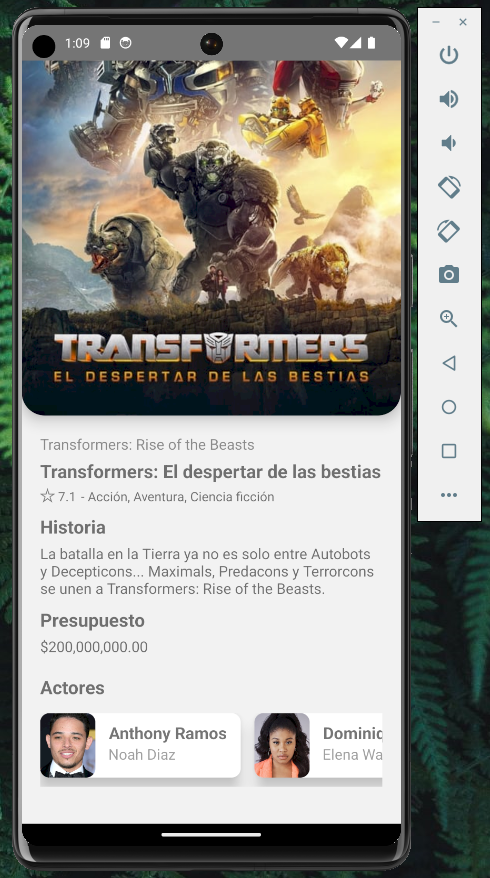 1:09
TRANSFORMERS
EL DESPERTAR DE LAS BESTIAS
Transformers: Rise of the Beasts
Transformers: El despertar de las bestias
7.1 - Acción, Aventura, Ciencia ficción
Historia
La batalla en la Tierra ya no es solo entre Autobots
y Decepticons... Maximals, Predacons y Terrorcons
se unen a Transformers: Rise of the Beasts.
Presupuesto
$200,000,000.00
Actores
Anthony Ramos
Noah Diaz
Dominic
Elena Wa